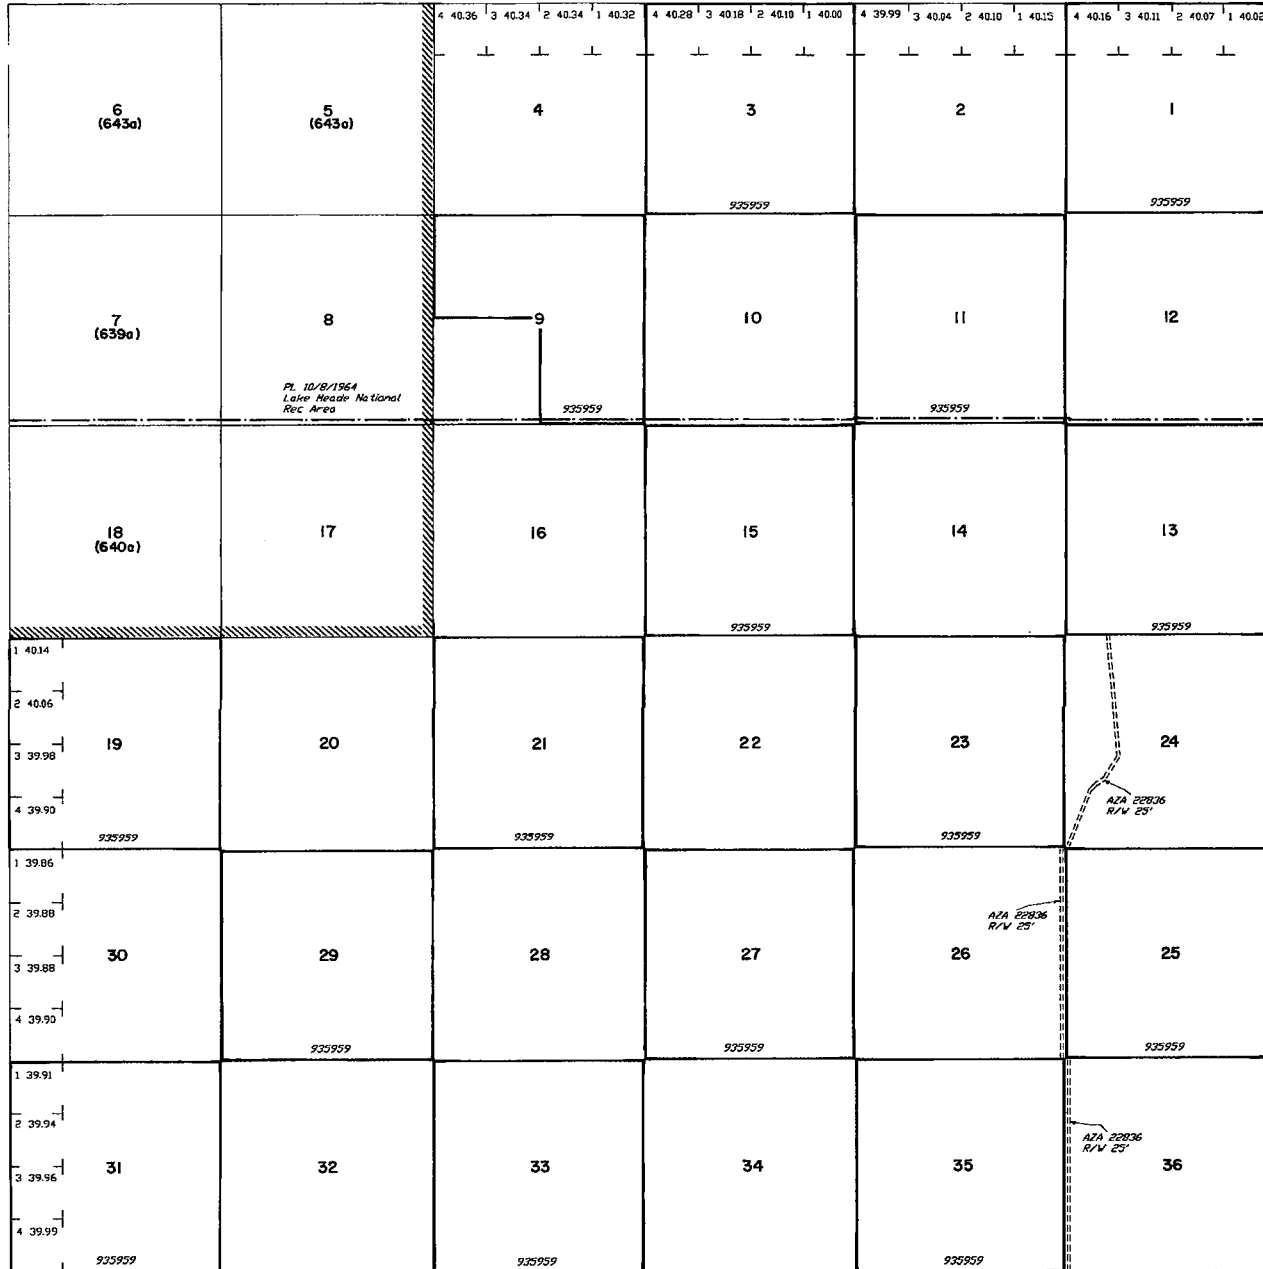 4 40.36 3 40.34 2 40.34 1 40.32 4 40.28 3 40.18 2 40.10 1 40.00 4 39.99 3 40.04 2 40.10 1 40.15 4 40.16 3 40.11 2 40.07 1 40.02
6 5 4 3 2 1
(643a) (643a)
935959 935959
7 8 9 10 11 12
(639a)
PL 10/8/1964
Lake Meade National
Rec Area
935959 935959
18 17 16 15 14 13
(640a)
935959 935959
1 40.14
2 40.06
19 20 21 22 23 24
3 39.98
4 39.90
AZA 22836
R/W 25'
935959 935959 935959
1 39.86
2 39.88
AZA 22836
R/W 25'
30 29 28 27 26 25
3 39.88
4 39.90
935959 935959 935959
1 39.91
2 39.94
AZA 22836
R/W 25'
31 32 33 34 35 36
3 39.96
4 39.99
935959 935959 935959